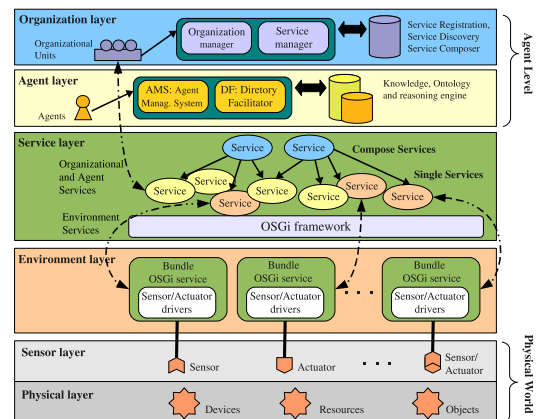 Organization layer
Organizational
Units
Organization
manager
Service
manager
Service Registration,
Service Discovery
Service Composer
Agent Level
Agent layer
Agents
AMS: Agent
Manag. System
DF: Diretory
Facilitator
Knowledge, Ontology
and reasoning engine
Service layer
Organizational
and Agent
Services
Environment
Services
Service
Service
Compose Services
Single Services
Service
Service
Service
Service
Service
Service
Service
OSGi framework
Environment layer
Bundle
OSGi service
Sensor/Actuator
drivers
Bundle
OSGi service
Sensor/Actuator
drivers
. . .
Bundle
OSGi service
Sensor/Actuator
drivers
Sensor layer
Sensor
Actuator
. . .
Sensor/
Actuator
Physical World
Physical layer
Devices
Resources
Objects